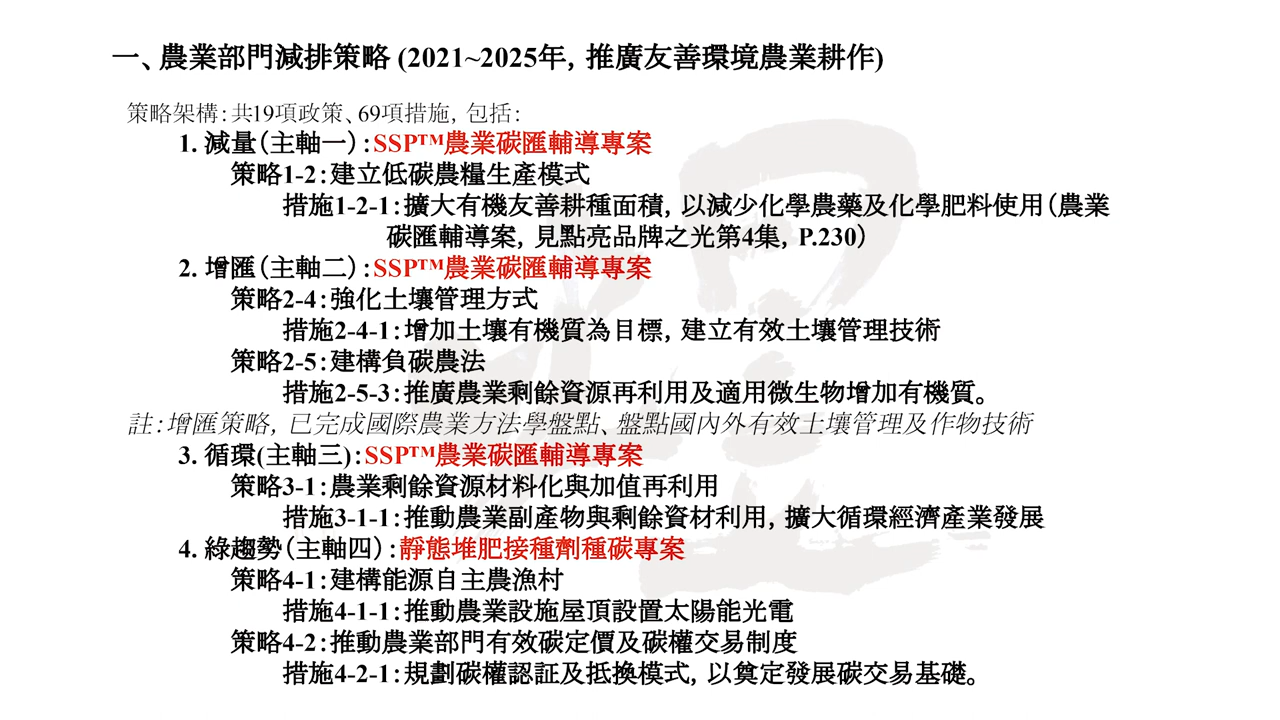 一、農業部門減排策略 (2021~2025年, 推廣友善環境農業耕作)
策略架構：共19項政策、69項措施, 包括：
1. 減量(主軸一)：SSP™農業碳匯輔導專案
策略1-2：建立低碳農糧生產模式
措施1-2-1：擴大有機友善耕種面積, 以減少化學農藥及化學肥料使用(農業
碳匯輔導案, 見點亮品牌之光第4集, P.230)
2. 增匯(主軸二)：SSP™農業碳匯輔導專案
策略2-4：強化土壤管理方式
措施2-4-1：增加土壤有機質為目標, 建立有效土壤管理技術
策略2-5：建構負碳農法
措施2-5-3：推廣農業剩餘資源再利用及適用微生物增加有機質。
註：增匯策略, 已完成國際農業方法學盤點、盤點國內外有效土壤管理及作物技術
3. 循環(主軸三)：SSP™農業碳匯輔導專案
策略3-1：農業剩餘資源材料化與加值再利用
措施3-1-1：推動農業副產物與剩餘資材利用, 擴大循環經濟產業發展
4. 綠趨勢(主軸四)：靜態堆肥接種劑種碳專案
策略4-1：建構能源自主農漁村
措施4-1-1：推動農業設施屋頂設置太陽能光電
策略4-2：推動農業部門有效碳定價及碳權交易制度
措施4-2-1：規劃碳權認証及抵換模式, 以奠定發展碳交易基礎。